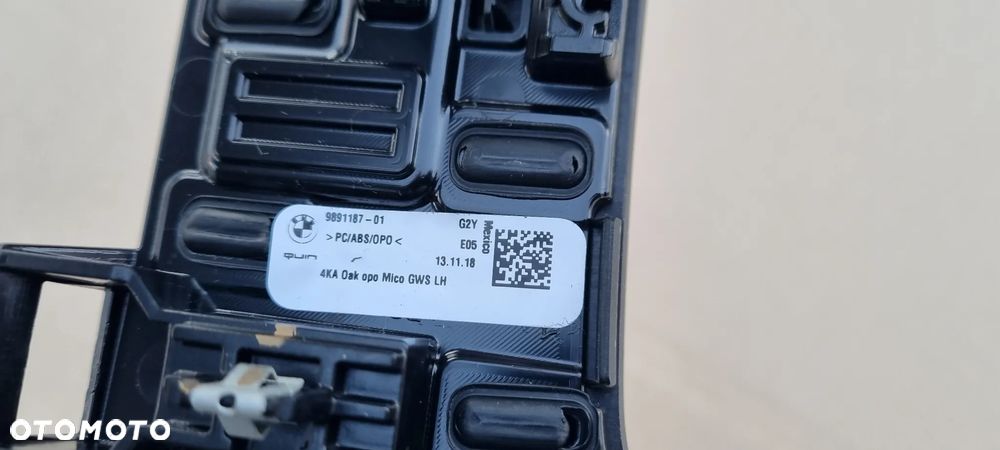 9891187-01 G2Y
>PC/ABS/OPO< E05
QUIN 13.11.18
4KA Oak opo Mico GWS LH
Mexico
OTOMOTO